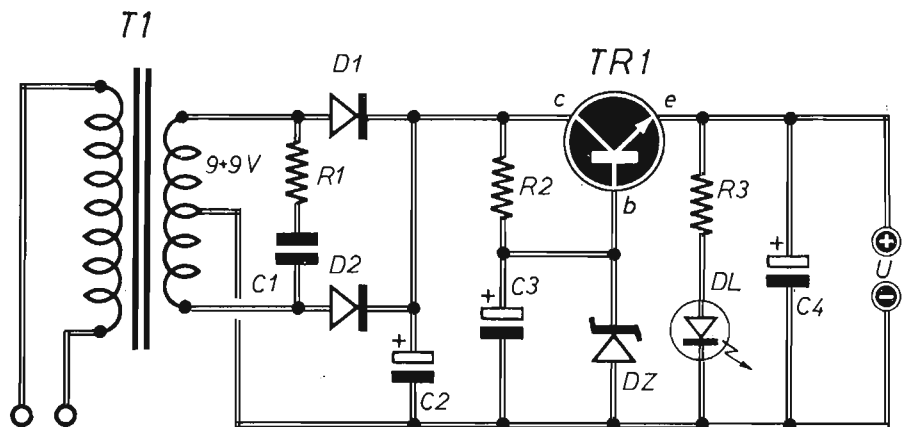 T1
D1
TR1
c
e
9+9V
R1
R2
b
R3
+
C1
D2
+
C3
+
DL
U
C4
+
-
C2
DZ